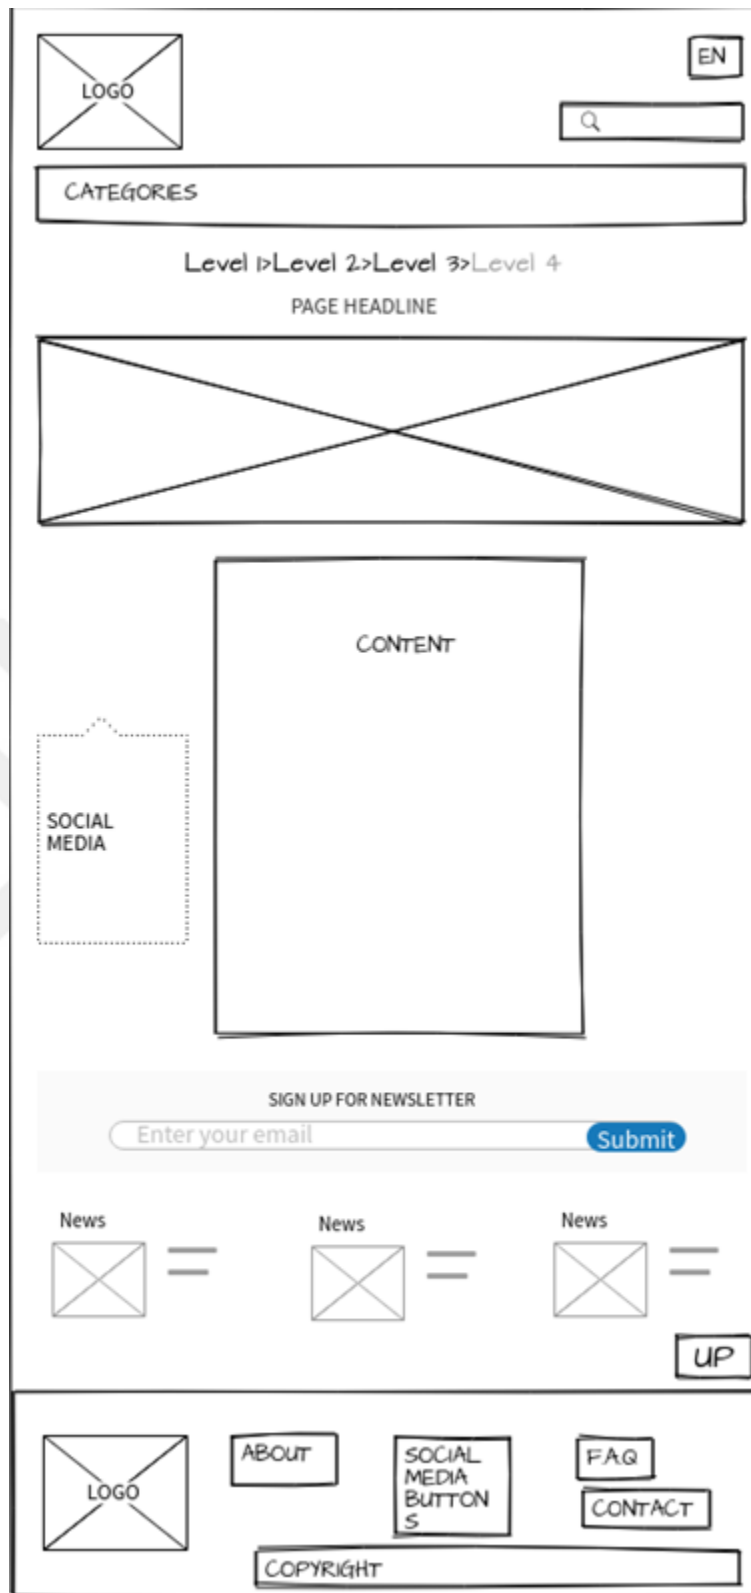 LOGO
EN
CATEGORIES
Level 1>Level 2>Level 3>Level 4
PAGE HEADLINE
CONTENT
SOCIAL
MEDIA
SIGN UP FOR NEWSLETTER
Enter your email
Submit
News
News
News
UP
LOGO
ABOUT
SOCIAL
MEDIA
BUTTON
S
FAQ
CONTACT
COPYRIGHT